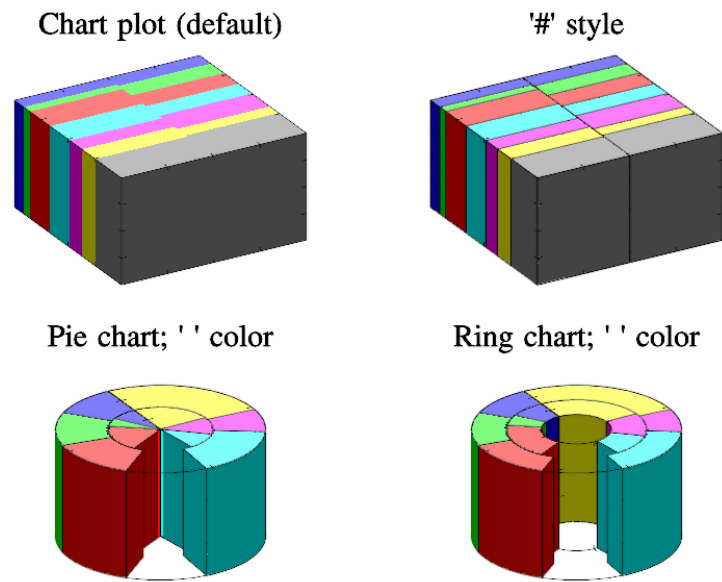 Chart plot (default)
'#' style
Pie chart; ' ' color
Ring chart; ' ' color